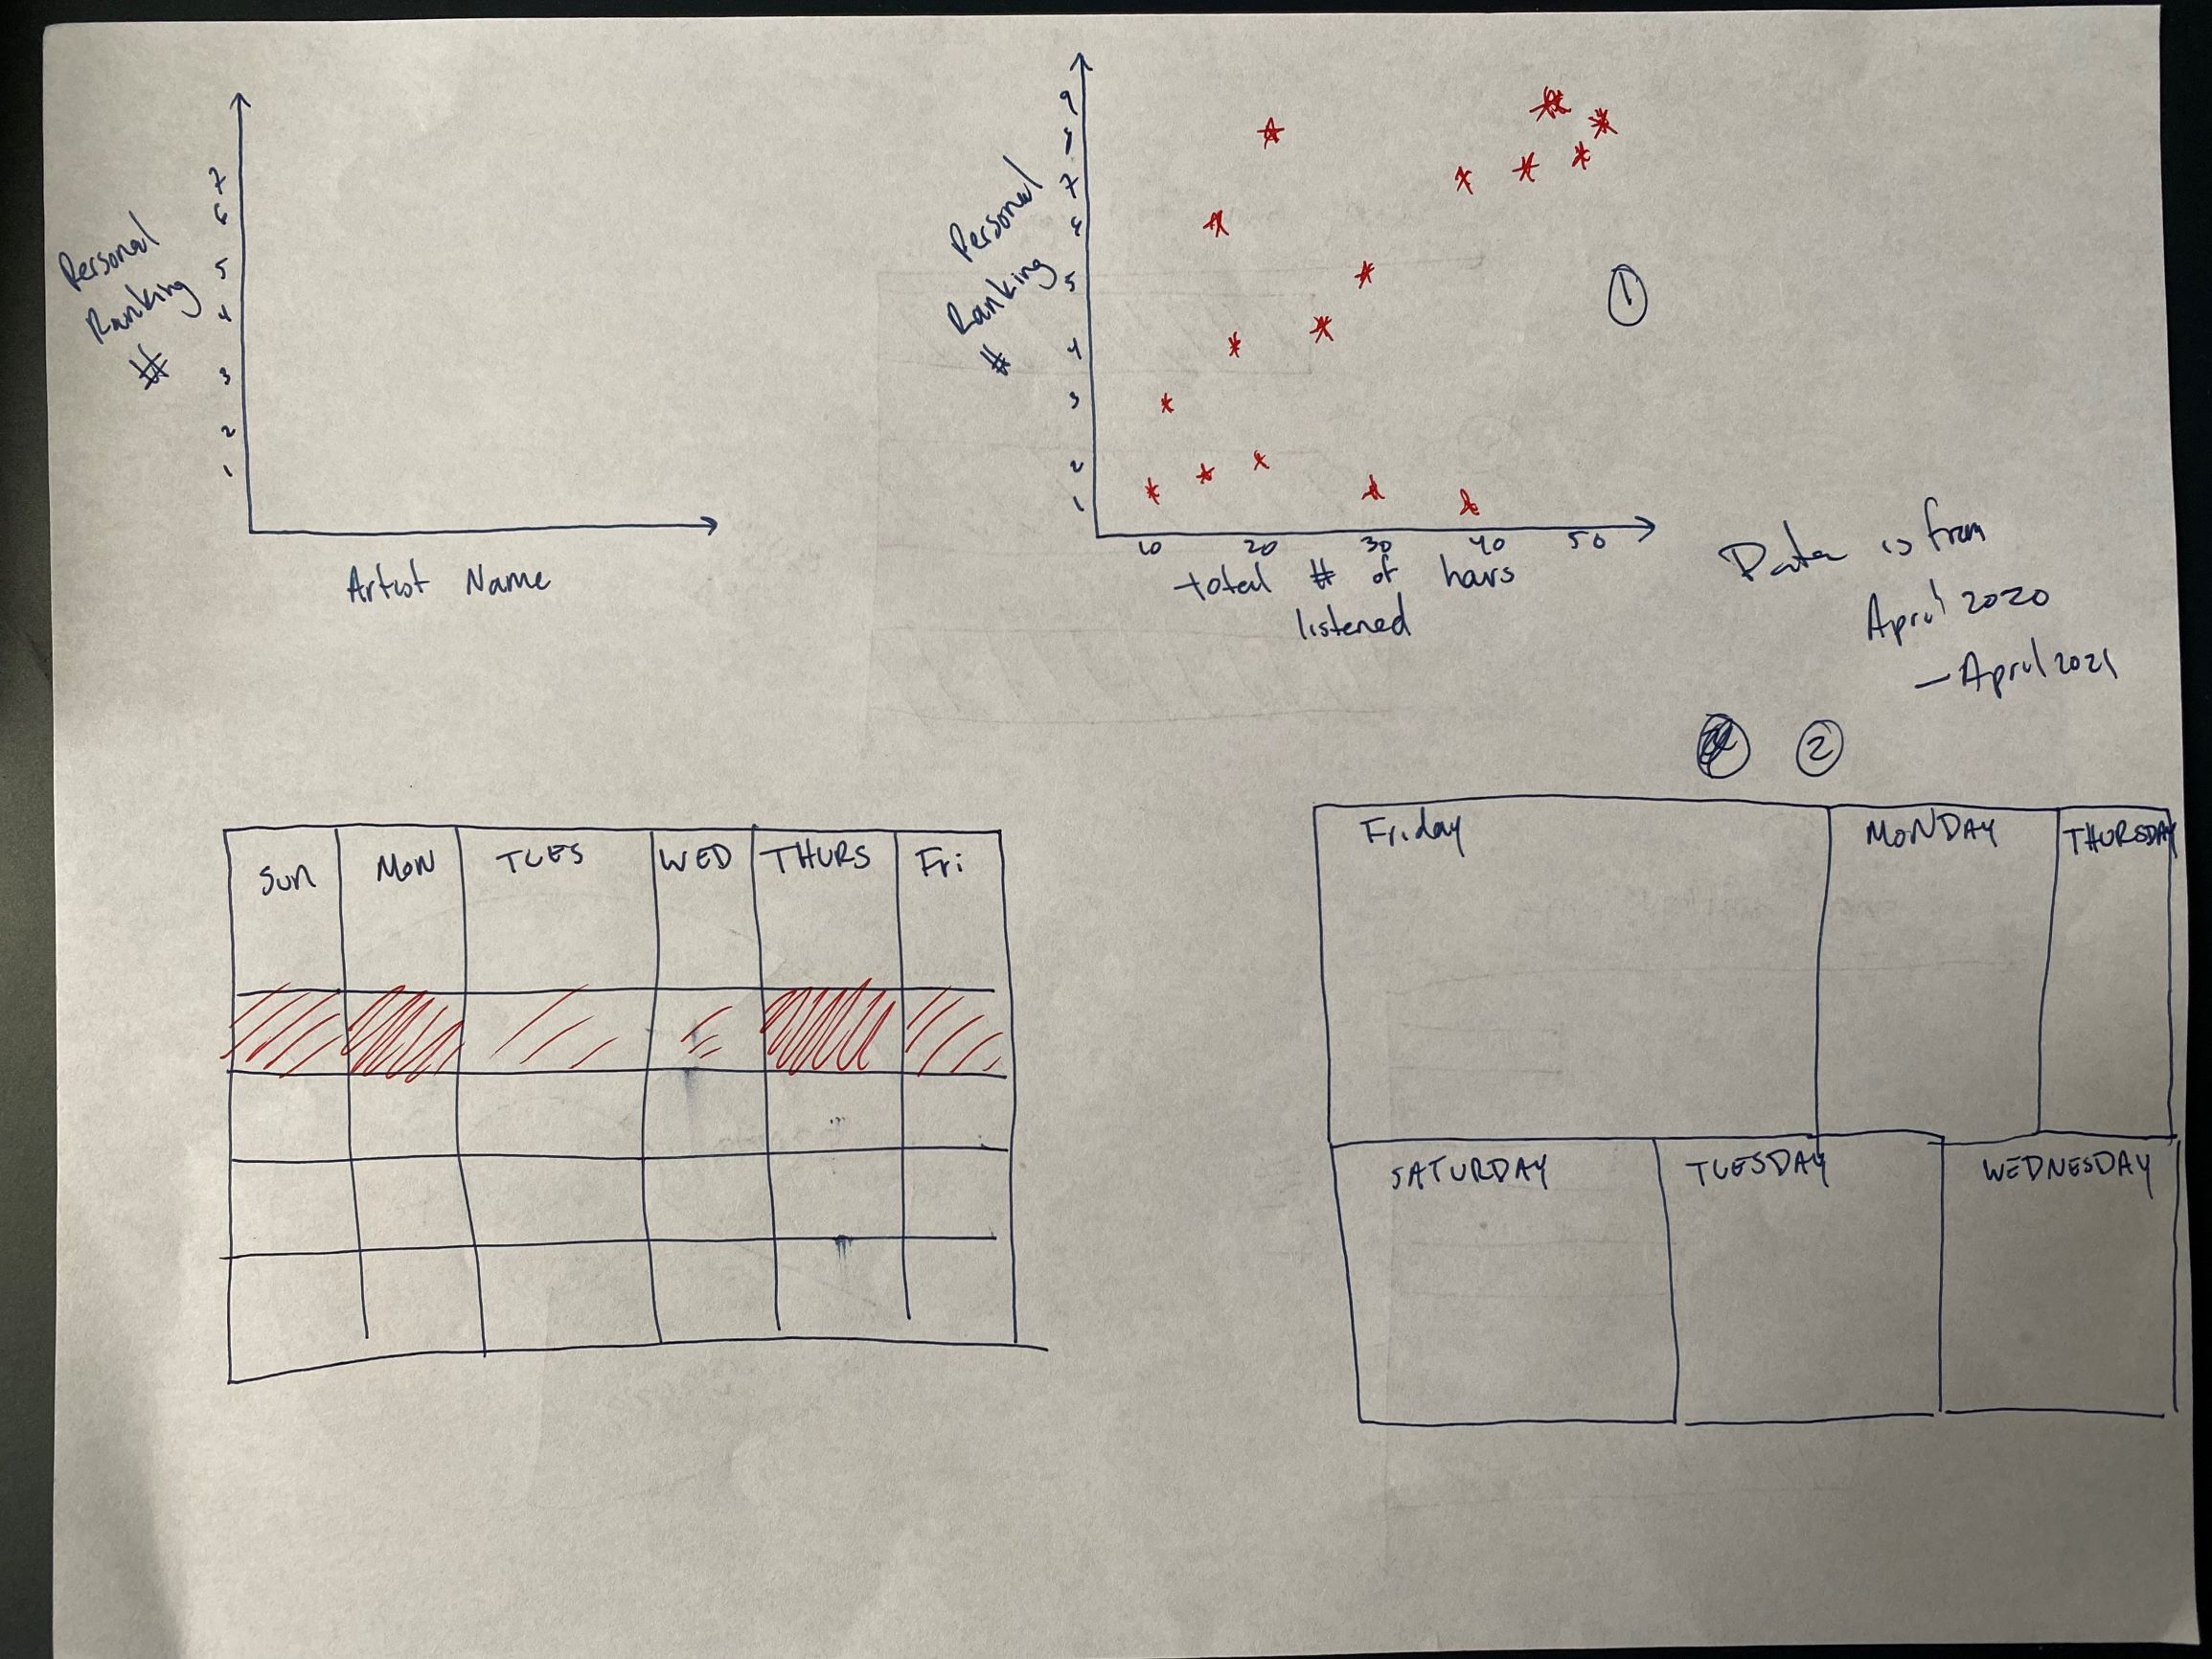 7
6
5
4
3
2
1
Personal
Ranking
#
Artist Name
9
8
7
6
5
4
3
2
1
Personal
Ranking
#
10 20 30 40 50
total # of hours
listened
1
Data is from
April 2020
- April 2021
2
Sun Mon TUES WED THURS Fri
Friday MONDAY THURSDAY
SATURDAY TUESDAY WEDNESDAY